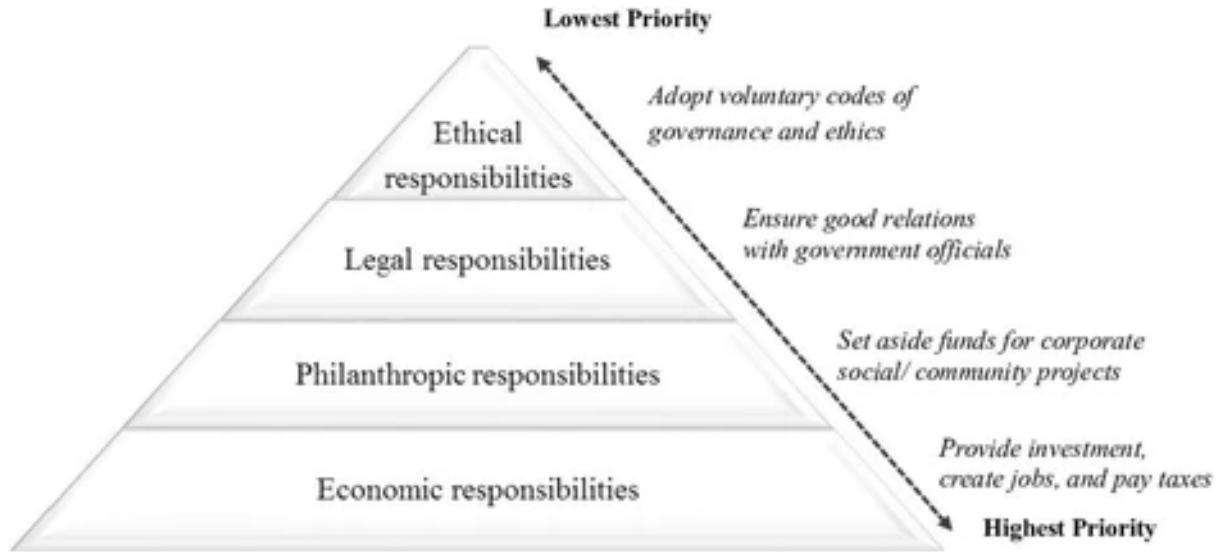 Lowest Priority
Adopt voluntary codes of
governance and ethics
Ethical
responsibilities
Ensure good relations
with government officials
Legal responsibilities
Set aside funds for corporate
social/ community projects
Philanthropic responsibilities
Provide investment,
create jobs, and pay taxes
Economic responsibilities
Highest Priority